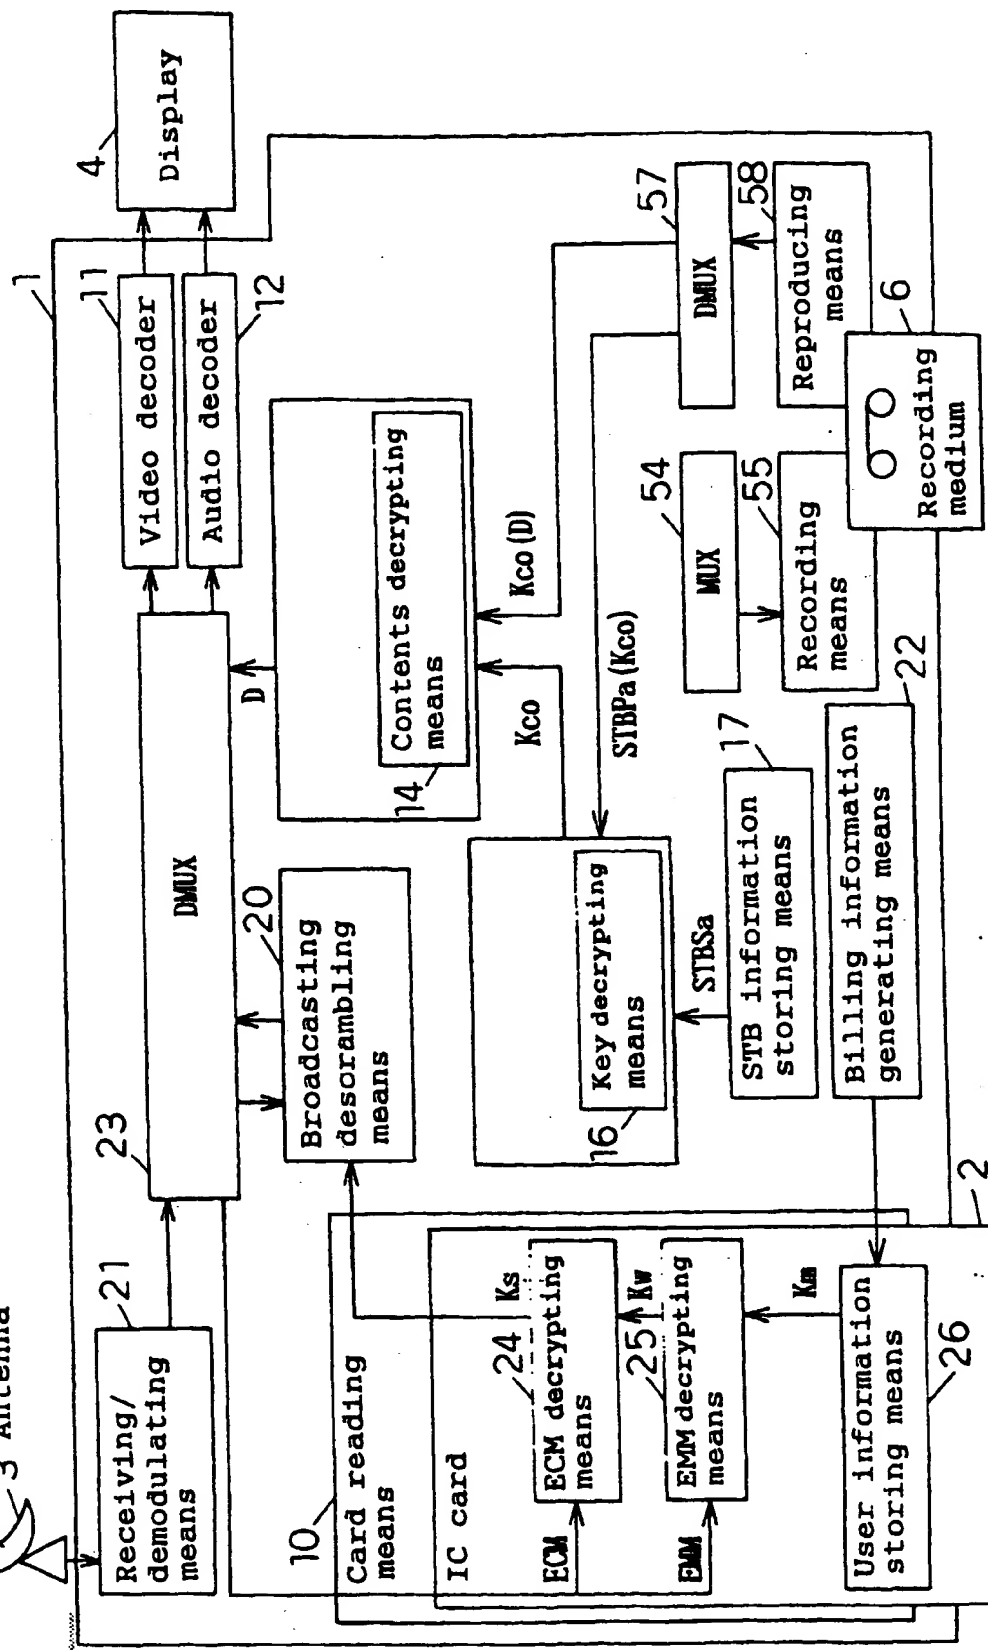 3 Antenna
21
Receiving/
demodulating
means
23
DMUX
1
11
Video decoder
Audio decoder
12
4
Display
20
Broadcasting
desorambling
means
D
Contents decrypting
means
14
Kco
Kco(D)
STBPa(Kco)
Key decrypting
means
16
STBSa
17
STB information
storing means
22
Billing information
generating means
54
MUX
55
Recording
means
57
DMUX
58
Reproducing
means
6
Recording
medium
10
Card reading
means
IC card
2
Ks
24
ECM decrypting
means
ECM
Kw
25
EMM decrypting
means
EMM
Km
User information
storing means
26